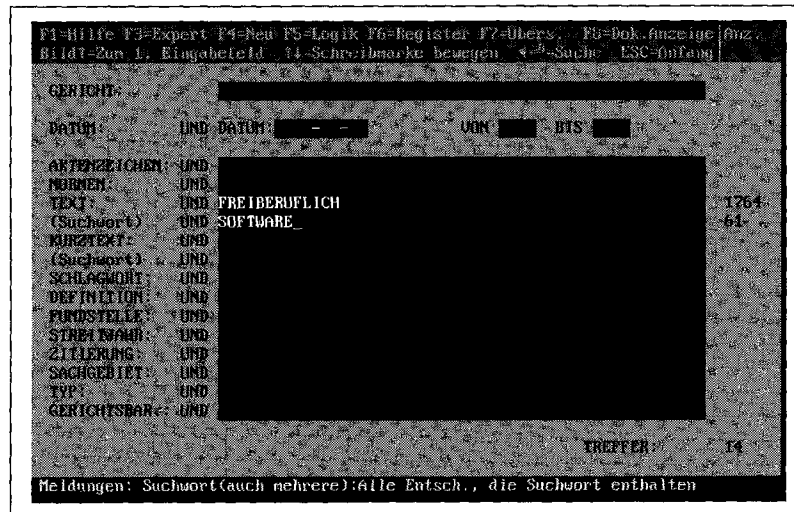 F1=Hilfe F3=Expert F4=Neu F5=Logik F6=Register F7=Übers. F8=Dok.Anzeige Anz.
Bild↑=Zum 1. Eingabefeld ↑↓=Schreibmarke bewegen =Suche ESC=Anfang
GERICHT:
DATUM: UND DATUM: - - VON BIS
AKTENZEICHEN: UND
NORMEN: UND
TEXT: UND FREIBERUFLICH 1764
(Suchwort) UND SOFTWARE_ 61
KURZTEXT: UND
(Suchwort) UND
SCHLAGWORT: UND
DEFINITION: UND
FUNDSTELLE: UND
STREITJAHR: UND
ZITIERUNG: UND
SACHGEBIET: UND
TYP: UND
GERICHTSBAR UND
TREFFER: 14
Meldungen: Suchwort(auch mehrere):Alle Entsch., die Suchwort enthalten